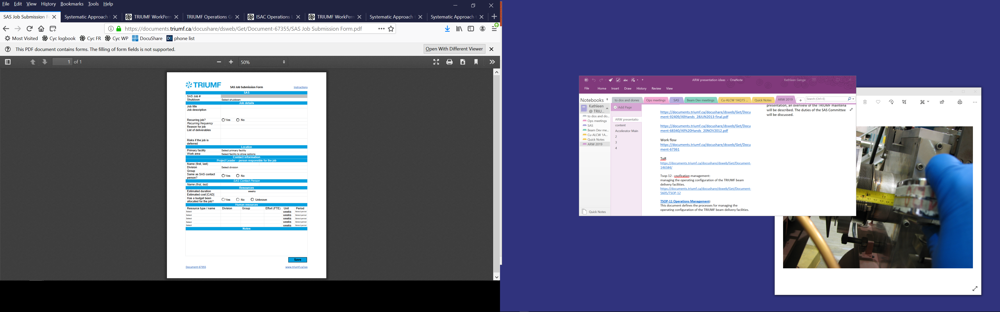 File Edit View History Bookmarks Tools Help
SAS Job Submission Fo
Systematic Approach t
TRIUMF WorkPerm
TRIUMF Operations Gr
ISAC Operations L
TRIUMF WorkPerm
Systematic Approach t
Systematic Approach t
https://documents.triumf.ca/docushare/dsweb/Get/Document-67355/SAS Job Submission Form.pdf
Most Visited Cyc logbook Cyc FR Cyc WP DocuShare phone list
This PDF document contains forms. The filling of form fields is not supported.
Open With Different Viewer
1 of 1
50%
TRIUMF
SAS Job Submission Form
Instructions
SAS
SAS Job #
Shutdown Select shutdown
Job details
Job title
Job description
Recurring job? Yes No
Recurring frequency
Reason for job
List of deliverables
Risks if the job is
deferred
Location
Primary facility Select primary facility
Work area Select facility to show options
Contact information
Project Leader – person responsible for the job
Name (first, last)
Division Select division
Group
Same as SAS contact
person? Yes No
SAS Contact Person
Name (first, last)
Resources
Estimated duration weeks
Estimated cost [CAD]
Has a budget been
allocated for the job? Yes No Unknown
Human resources
Resource type / name Division Group Effort (FTE) Unit Period
Select weeks Select period
Select weeks Select period
Select weeks Select period
Select weeks Select period
Select weeks Select period
Notes
Save
Document-67355
www.triumf.ca/sas
ARW presentation ideas - OneNote
Kathleen Genge
File Home Insert Draw History Review View
Notebooks
to dos and dones
Ops meetings
SAS
Beam Dev meetings
Cu-ALCW 1AQ15 ...
Quick Notes
ARW 2019
Search (Ctrl+E)
Kathleen
@ TRIU...
to dos and do...
Ops meetings
SAS
Beam Dev me...
Cu-ALCW 1A...
Quick Notes
ARW 2019
Quick Notes
Add Page
ARW presentatio
content
Accelerator Main
2
3
4
https://documents.triumf.ca/docushare/dsweb/Get/Docu
ment-92409/AllHands_28JUN2013-final.pdf
https://documents.triumf.ca/docushare/dsweb/Get/Docu
ment-68340/All%20Hands_20NOV2012.pdf
Work flow
https://documents.triumf.ca/docushare/dsweb/Get/Docu
ment-67361
ToR
https://documents.triumf.ca/docushare/dsweb/Get/Document-
146584/
Tsop-12 - cnofiration management:
managing the operating configuration of the TRIUMF beam
delivery facilities.
https://documents.triumf.ca/docushare/dsweb/Get/Document-
5605/TSOP-12
TSOP-11 Operations Management:
This document defines the processes for managing the
operating configuration of the TRIUMF beam delivery facilities.
presentation, an overview of the TRIUMF maintena
will be described. The duties of the SAS Committee
will be discussed.